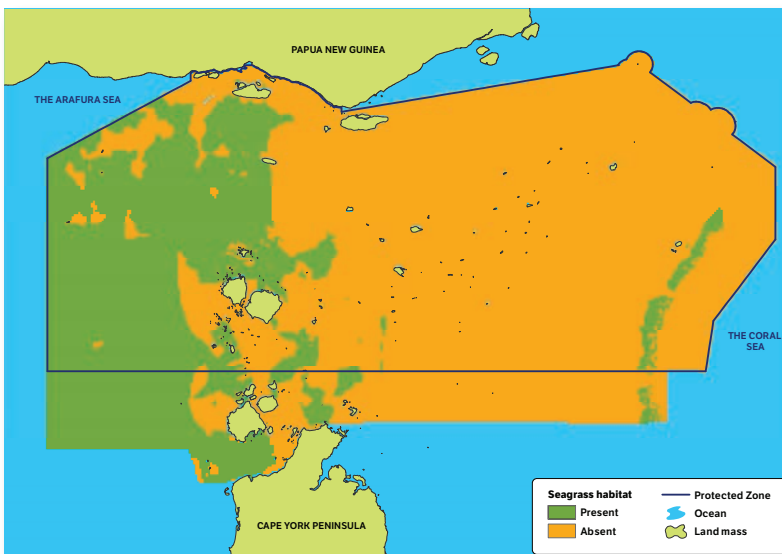 PAPUA NEW GUINEA
THE ARAFURA SEA
THE CORAL
SEA
CAPE YORK PENINSULA
Seagrass habitat
Present
Absent
Protected Zone
Ocean
Land mass